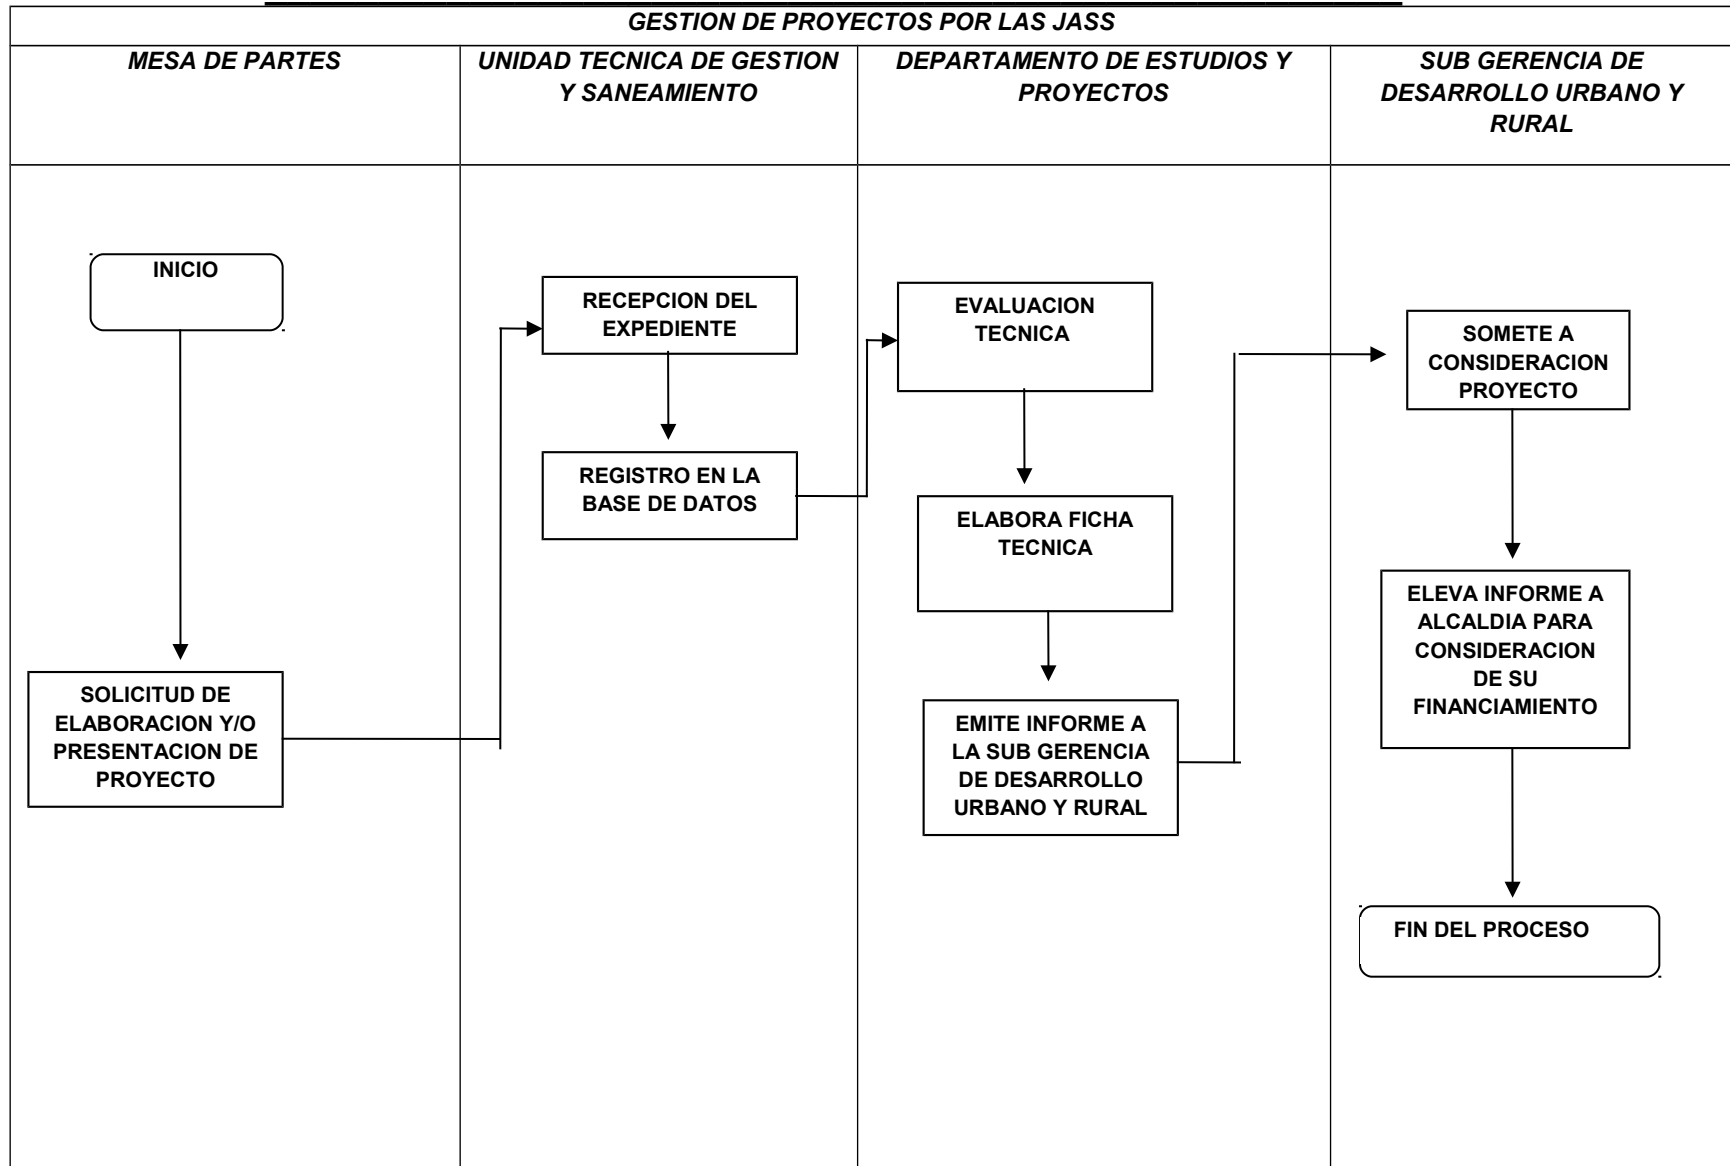 GESTION DE PROYECTOS POR LAS JASS
MESA DE PARTES
UNIDAD TECNICA DE GESTION
Y SANEAMIENTO
DEPARTAMENTO DE ESTUDIOS Y
PROYECTOS
SUB GERENCIA DE
DESARROLLO URBANO Y
RURAL
INICIO
SOLICITUD DE
ELABORACION Y/O
PRESENTACION DE
PROYECTO
RECEPCION DEL
EXPEDIENTE
REGISTRO EN LA
BASE DE DATOS
EVALUACION
TECNICA
ELABORA FICHA
TECNICA
EMITE INFORME A
LA SUB GERENCIA
DE DESARROLLO
URBANO Y RURAL
SOMETE A
CONSIDERACION
PROYECTO
ELEVA INFORME A
ALCALDIA PARA
CONSIDERACION
DE SU
FINANCIAMIENTO
FIN DEL PROCESO